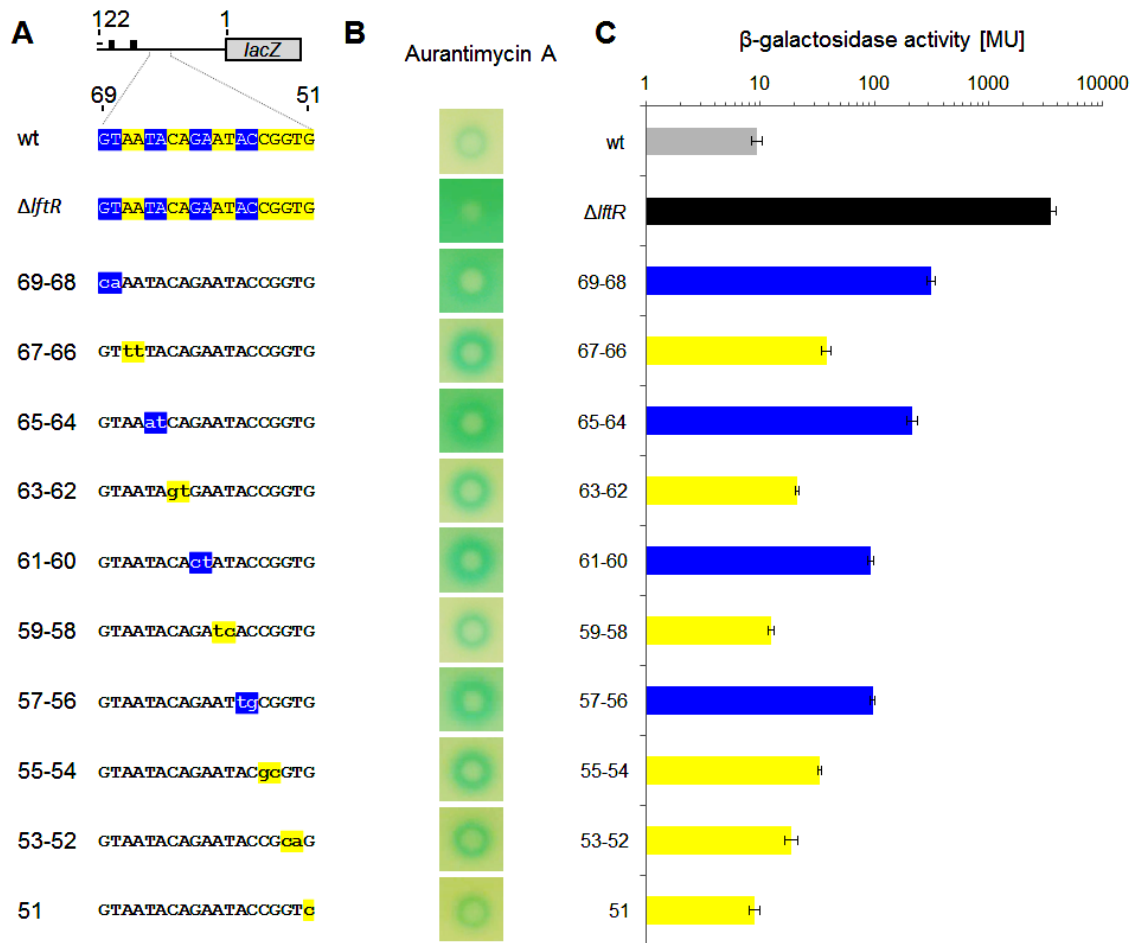 A
122
1
lacZ
B
Aurantimycin A
C
β-galactosidase activity [MU]
1 10 100 1000 10000
69
51
wt GTAATACAGAATACCGGTG wt
ΔlftR GTAATACAGAATACCGGTG ΔlftR
69-68 caAATACAGAATACCGGTG 69-68
67-66 GTttTACAGAATACCGGTG 67-66
65-64 GTAAatCAGAATACCGGTG 65-64
63-62 GTAATAgtGAATACCGGTG 63-62
61-60 GTAATACActATACCGGTG 61-60
59-58 GTAATACAGAtcACCGGTG 59-58
57-56 GTAATACAGAATtgCGGTG 57-56
55-54 GTAATACAGAATACgcGTG 55-54
53-52 GTAATACAGAATACCGcaG 53-52
51 GTAATACAGAATACCGGTc 51